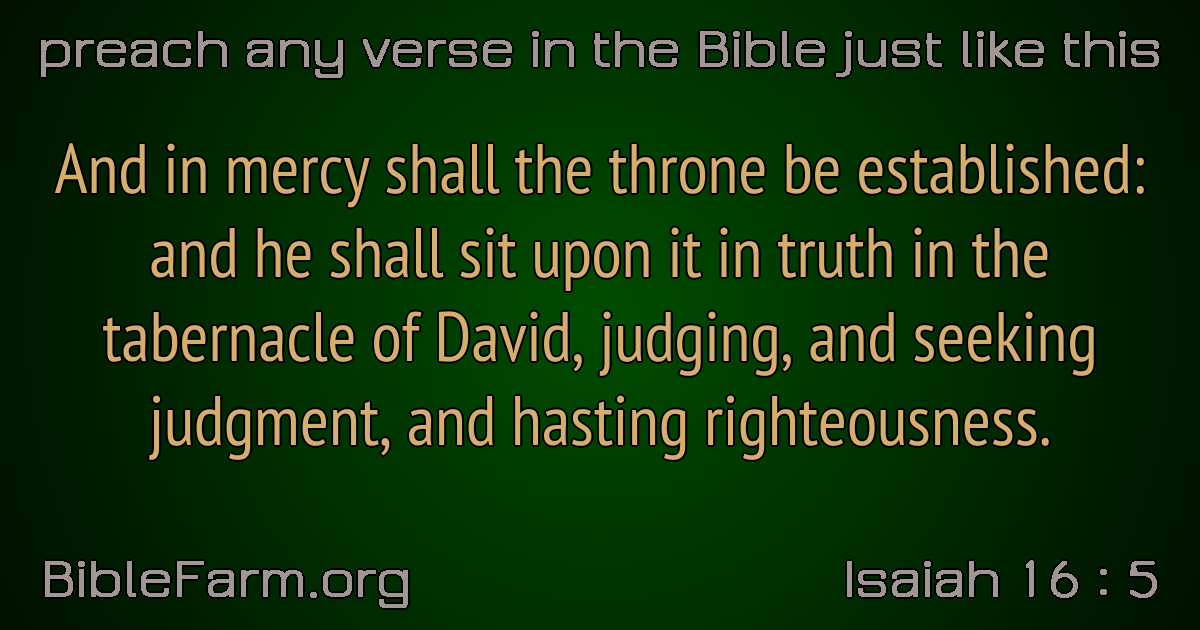 preach any verse in the Bible just like this
And in mercy shall the throne be established:
and he shall sit upon it in truth in the
tabernacle of David, judging, and seeking
judgment, and hasting righteousness.
BibleFarm.org
Isaiah 16 : 5